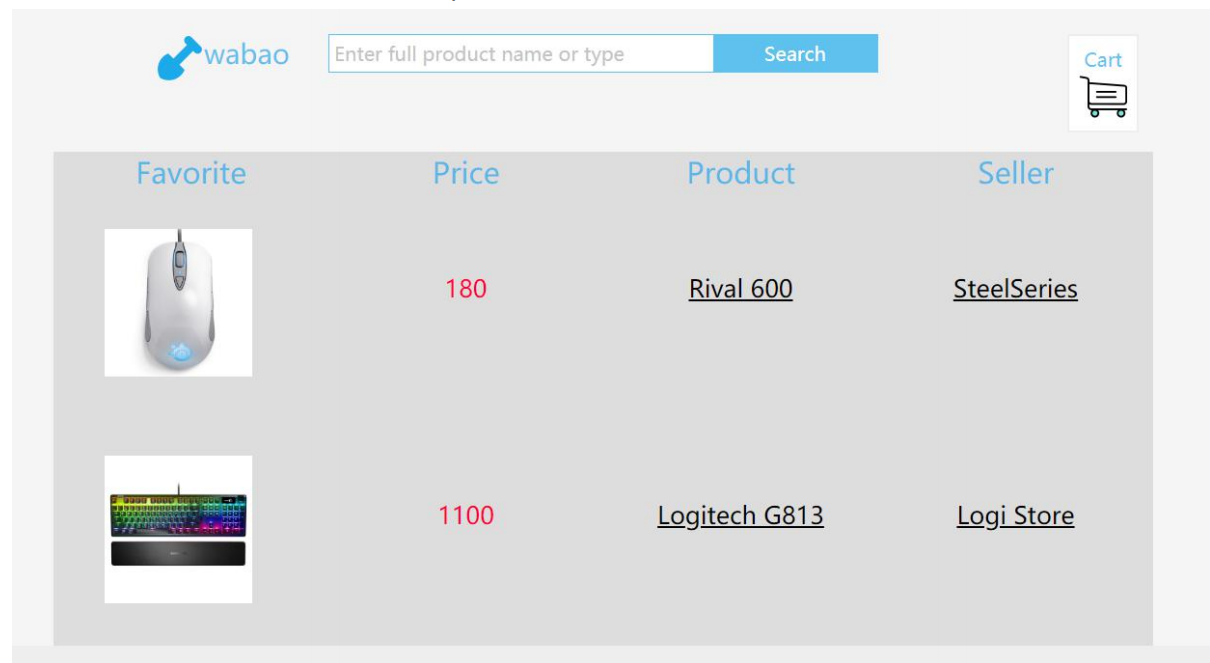 wabao
Enter full product name or type
Search
Cart
Favorite Price Product Seller
180 Rival 600 SteelSeries
1100 Logitech G813 Logi Store